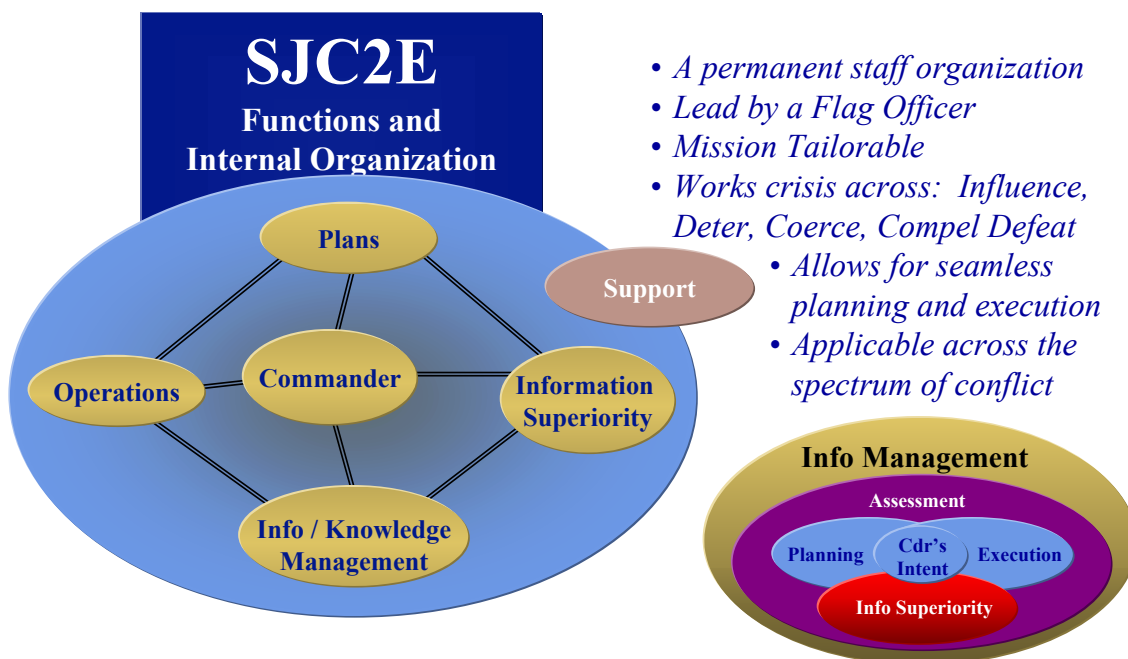 SJC2E
Functions and
Internal Organization
• A permanent staff organization
• Lead by a Flag Officer
• Mission Tailorable
• Works crisis across: Influence,
Deter, Coerce, Compel Defeat
• Allows for seamless
planning and execution
• Applicable across the
spectrum of conflict
Plans
Support
Operations
Commander
Information
Superiority
Info / Knowledge
Management
Info Management
Assessment
Planning
Cdr's
Intent
Execution
Info Superiority